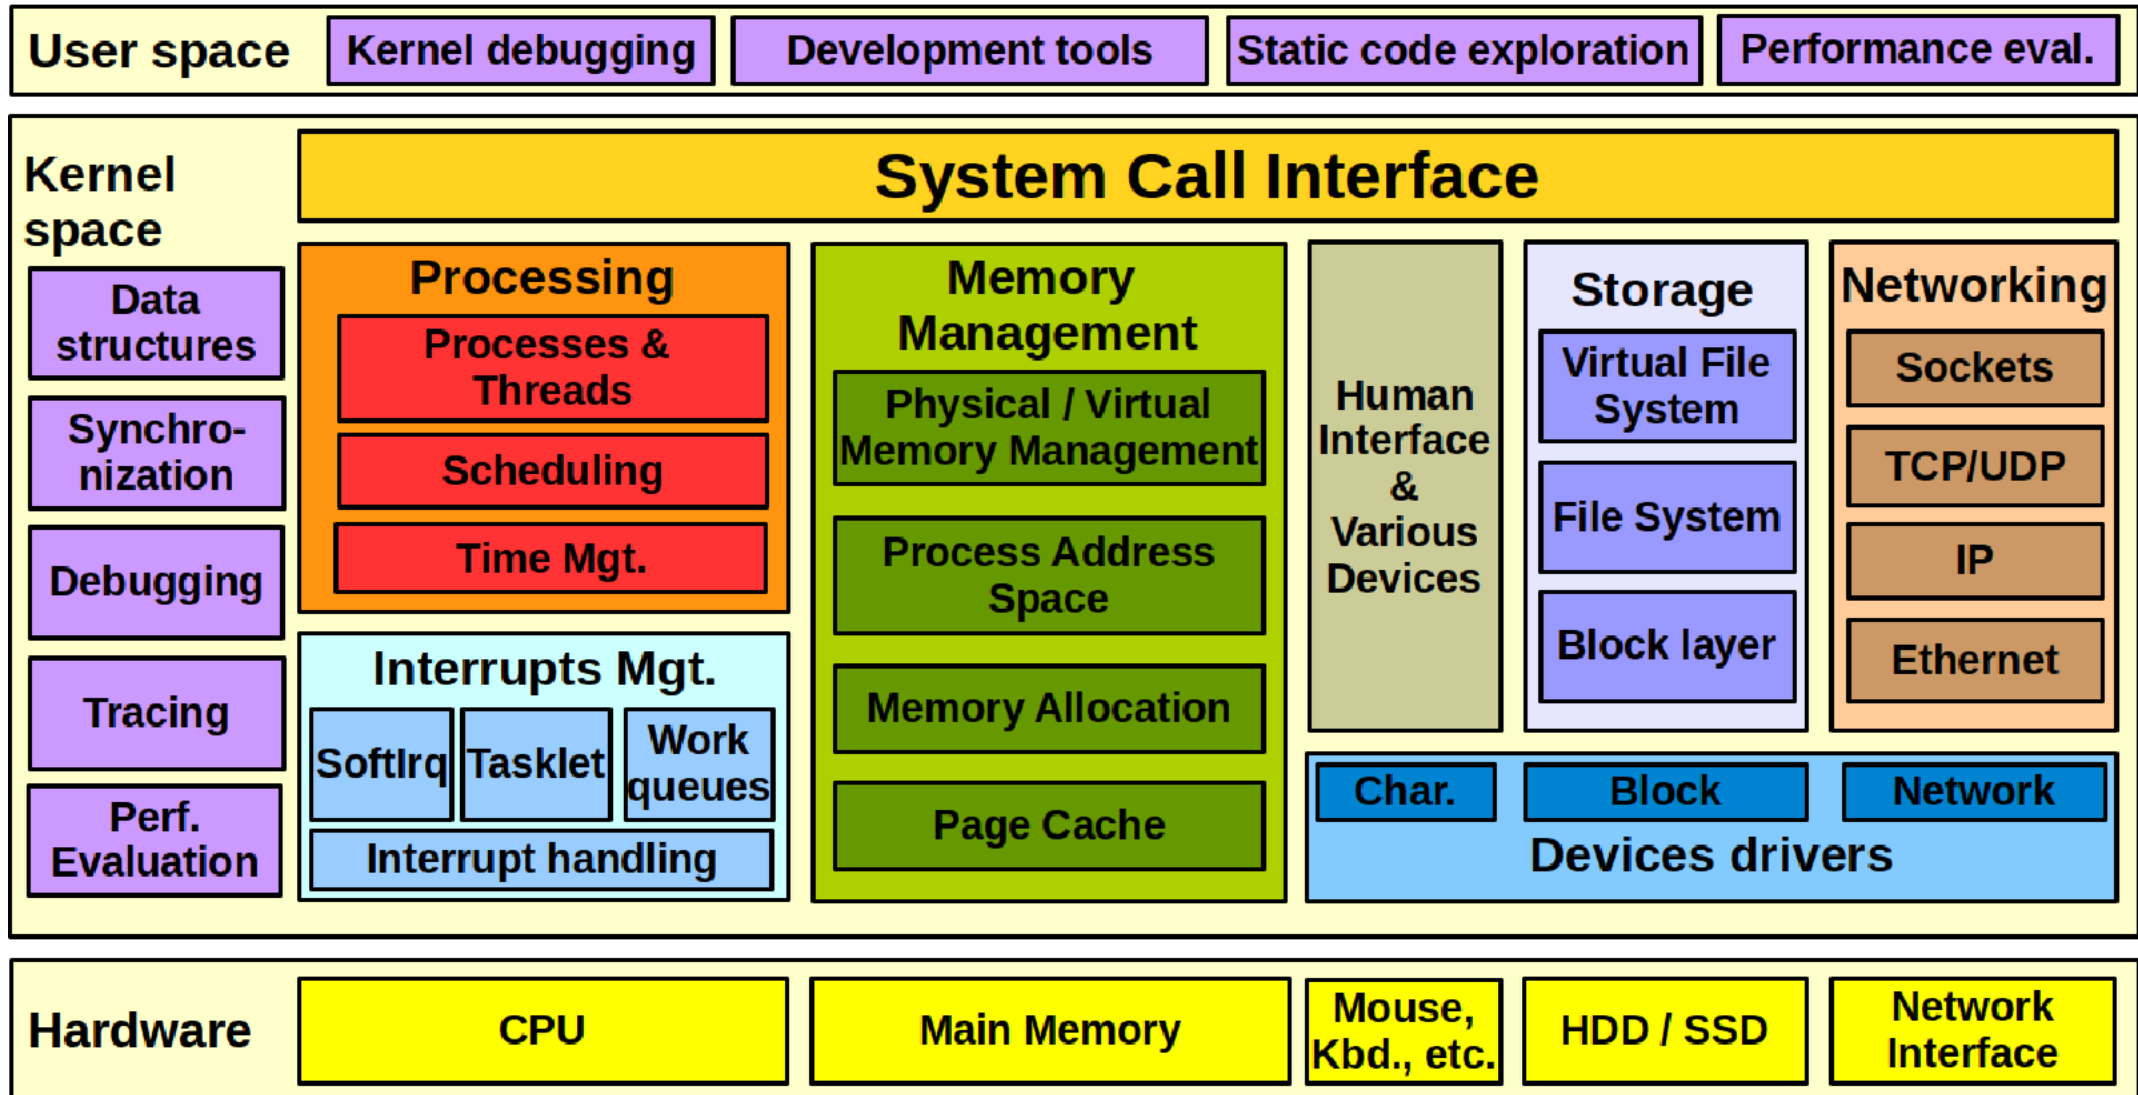 User space
Kernel debugging
Development tools
Static code exploration
Performance eval.
Kernel
space
System Call Interface
Data
structures
Synchro-
nization
Debugging
Tracing
Perf.
Evaluation
Processing
Processes &
Threads
Scheduling
Time Mgt.
Interrupts Mgt.
SoftIrq
Tasklet
Work
queues
Interrupt handling
Memory
Management
Physical / Virtual
Memory Management
Process Address
Space
Memory Allocation
Page Cache
Human
Interface
&
Various
Devices
Storage
Virtual File
System
File System
Block layer
Networking
Sockets
TCP/UDP
IP
Ethernet
Char.
Block
Network
Devices drivers
Hardware
CPU
Main Memory
Mouse,
Kbd., etc.
HDD / SSD
Network
Interface